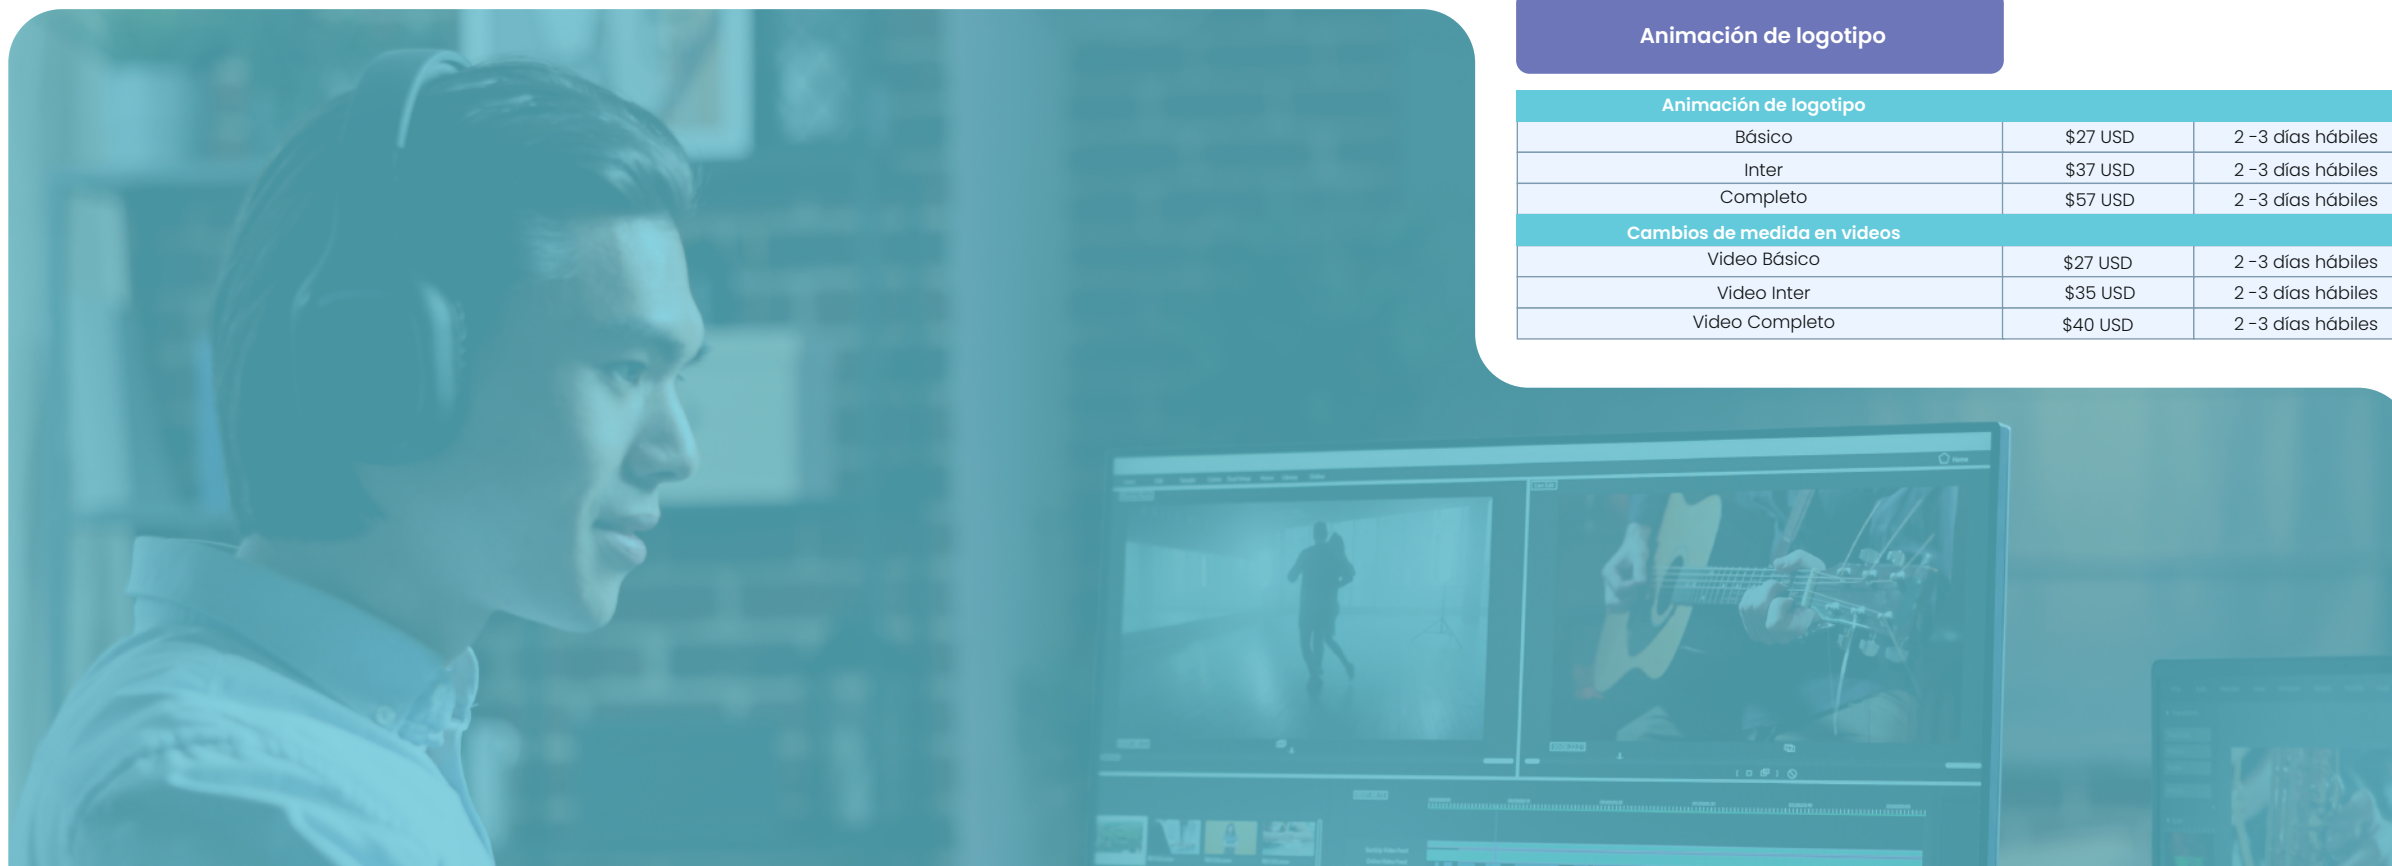 Animación de logotipo
Animación de logotipo
Básico $27 USD 2 -3 días hábiles
Inter $37 USD 2 -3 días hábiles
Completo $57 USD 2 -3 días hábiles
Cambios de medida en videos
Video Básico $27 USD 2 -3 días hábiles
Video Inter $35 USD 2 -3 días hábiles
Video Completo $40 USD 2 -3 días hábiles
Home